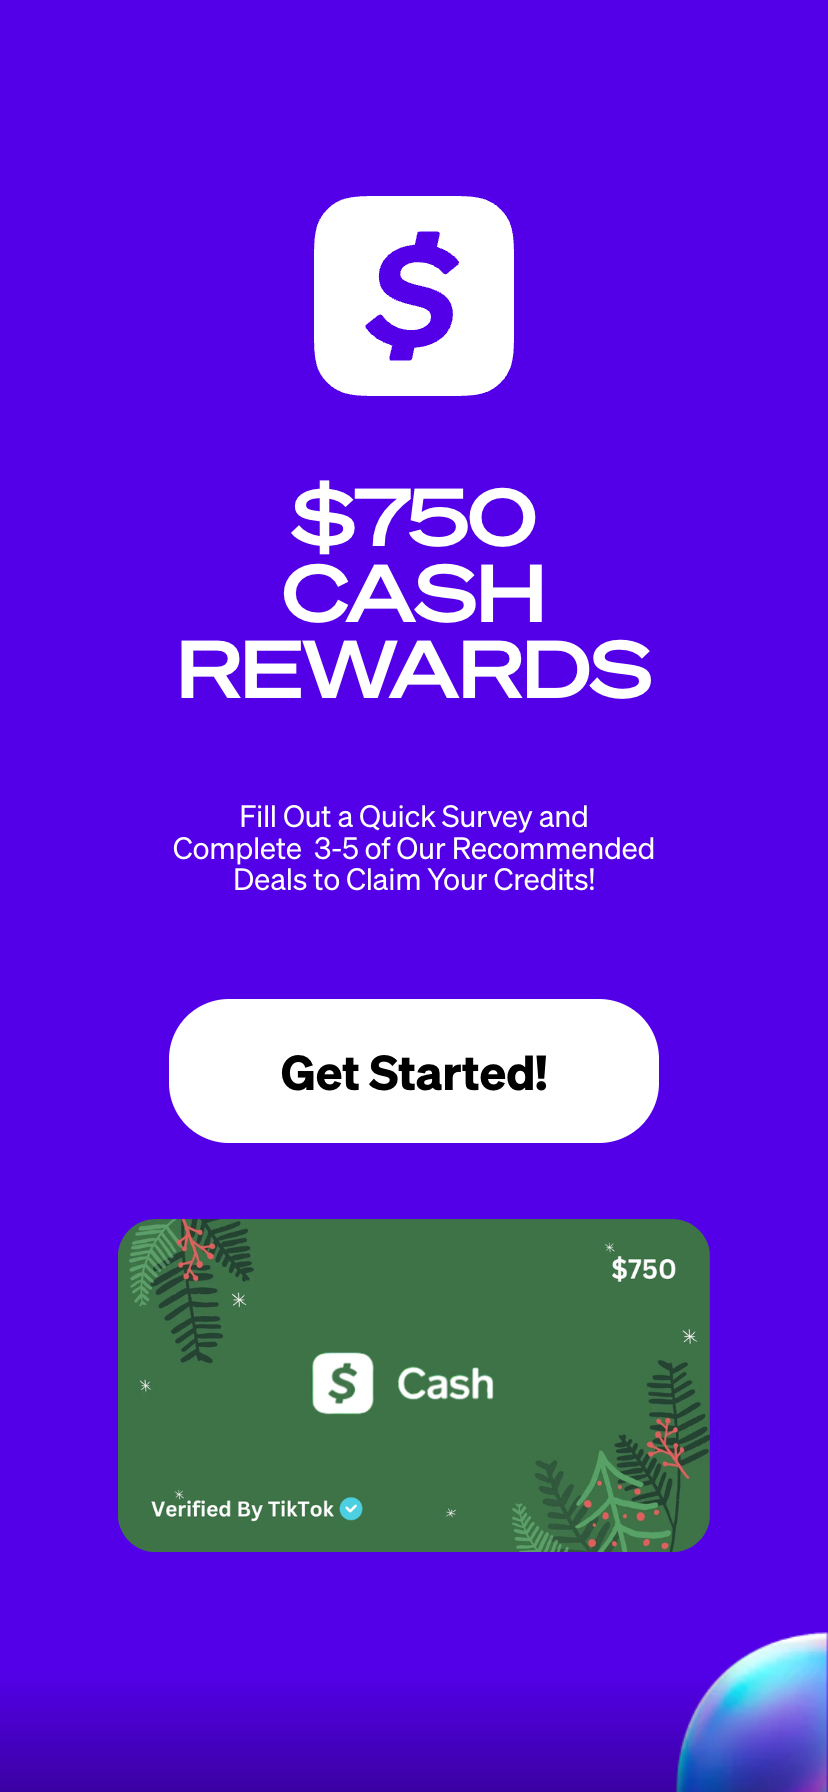 $
$750
CASH
REWARDS
Fill Out a Quick Survey and
Complete 3-5 of Our Recommended
Deals to Claim Your Credits!
Get Started!
$750
$ Cash
Verified By TikTok